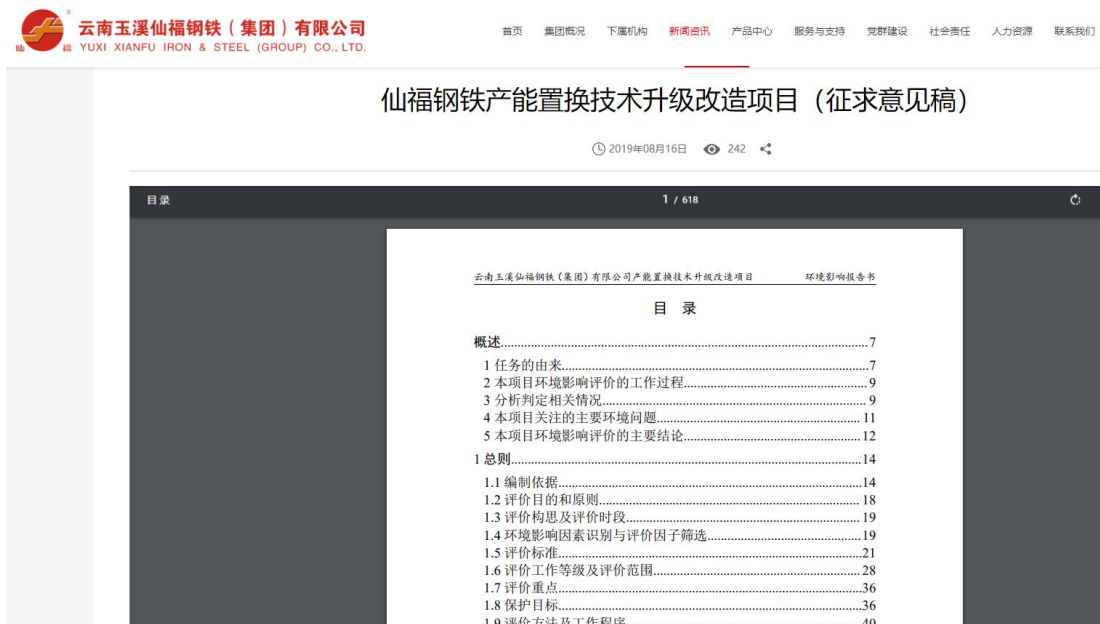 云南玉溪仙福钢铁（集团）有限公司
仙 福 YUXI XIANFU IRON & STEEL (GROUP) CO., LTD.
首页 集团概况 下属机构 新闻资讯 产品中心 服务与支持 党群建设 社会责任 人力资源 联系我们
仙福钢铁产能置换技术升级改造项目（征求意见稿）
2019年08月16日 242
目录 1 / 618
云南玉溪仙福钢铁（集团）有限公司产能置换技术升级改造项目 环境影响报告书
目 录
概述......7
1 任务的由来......7
2 本项目环境影响评价的工作过程......9
3 分析判定相关情况......9
4 本项目关注的主要环境问题......11
5 本项目环境影响评价的主要结论......12
1 总则......14
1.1 编制依据......14
1.2 评价目的和原则......18
1.3 评价构思及评价时段......19
1.4 环境影响因素识别与评价因子筛选......19
1.5 评价标准......21
1.6 评价工作等级及评价范围......28
1.7 评价重点......36
1.8 保护目标......36
1.9 评价方法及工作程序......40